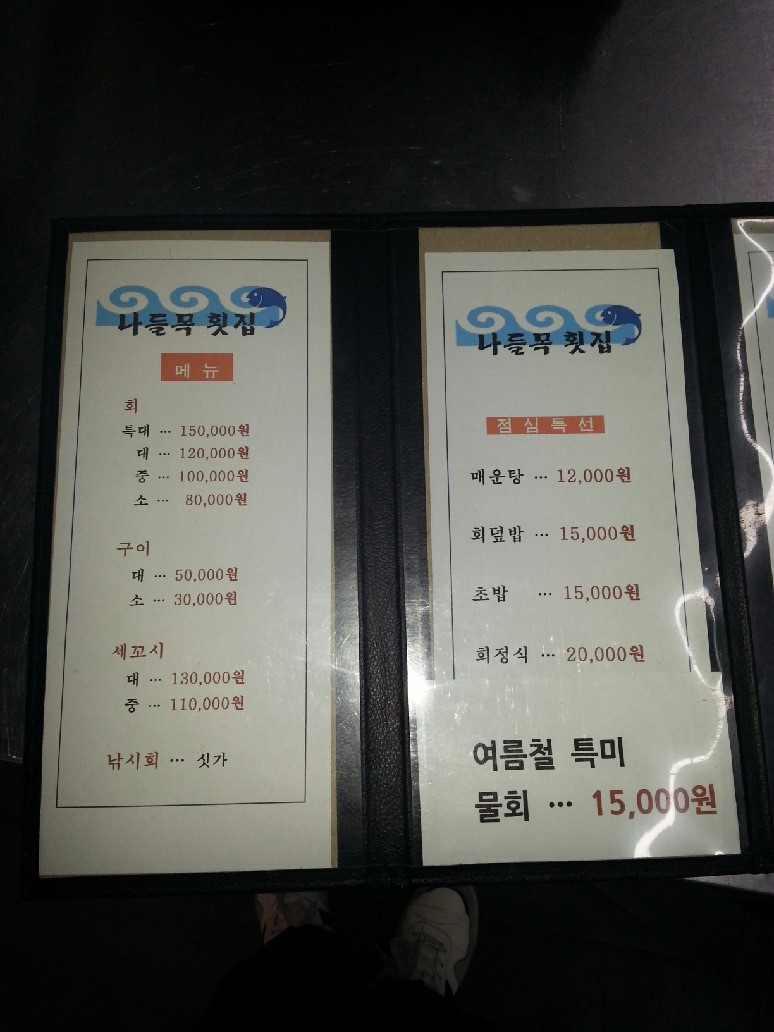 나들목 횟집
메 뉴
회
특대 … 150,000원
대 … 120,000원
중 … 100,000원
소 … 80,000원
구이
대 … 50,000원
소 … 30,000원
세꼬시
대 … 130,000원
중 … 110,000원
낚시회 … 싯가
나들목 횟집
점 심 특 선
매운탕 … 12,000원
회덮밥 … 15,000원
초밥 … 15,000원
회정식 … 20,000원
여름철 특미
물회 … 15,000원